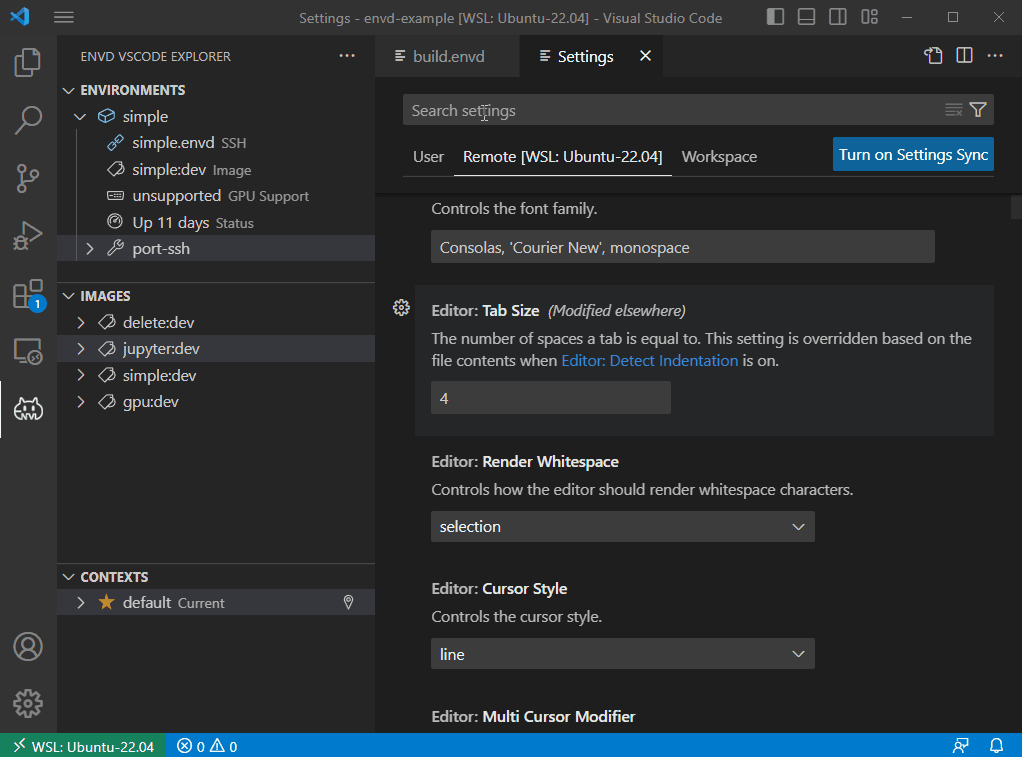 Settings - envd-example [WSL: Ubuntu-22.04] - Visual Studio Code
ENVD VSCODE EXPLORER
ENVIRONMENTS
simple
simple.envd SSH
simple:dev Image
unsupported GPU Support
Up 11 days Status
port-ssh
IMAGES
delete:dev
jupyter:dev
simple:dev
gpu:dev
CONTEXTS
default Current
1
build.envd
Settings
Search settings
User
Remote [WSL: Ubuntu-22.04]
Workspace
Turn on Settings Sync
Controls the font family.
Consolas, 'Courier New', monospace
Editor: Tab Size (Modified elsewhere)
The number of spaces a tab is equal to. This setting is overridden based on the
file contents when Editor: Detect Indentation is on.
4
Editor: Render Whitespace
Controls how the editor should render whitespace characters.
selection
Editor: Cursor Style
Controls the cursor style.
line
Editor: Multi Cursor Modifier
WSL: Ubuntu-22.04
0 0